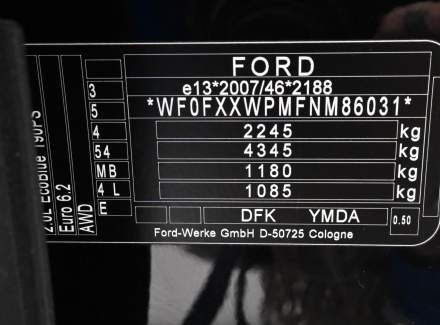 FORD
e13*2007/46*2188
*WF0FXXWPMFNM86031*
2245 kg
4345 kg
1180 kg
1085 kg
DFK YMDA 0.50
Ford-Werke GmbH D-50725 Cologne
3
5
4
54
MB
4 L
E
2.0L EcoBlue 190PS
Euro 6.2
AWD